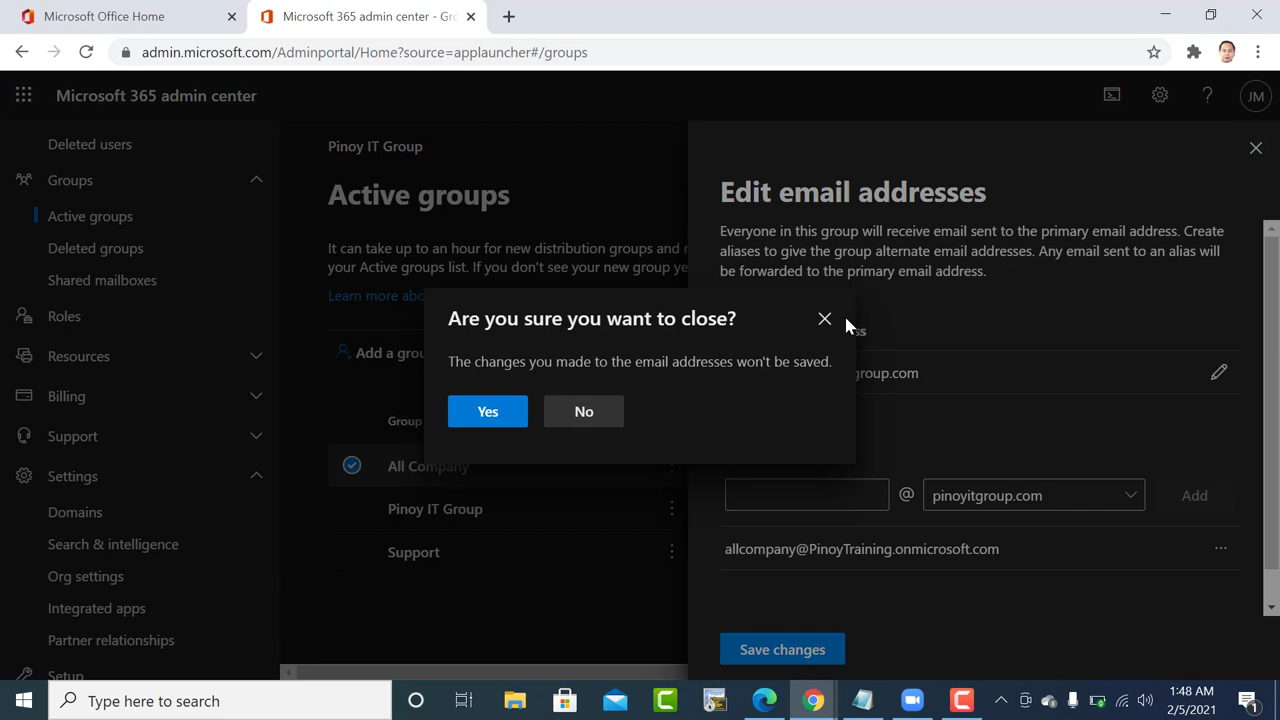 Microsoft Office Home
Microsoft 365 admin center - Gro
admin.microsoft.com/Adminportal/Home?source=applauncher#/groups
Microsoft 365 admin center
JM
Deleted users
Groups
Active groups
Deleted groups
Shared mailboxes
Roles
Resources
Billing
Support
Settings
Domains
Search & intelligence
Org settings
Integrated apps
Partner relationships
Setup
Pinoy IT Group
Active groups
It can take up to an hour for new distribution groups and
your Active groups list. If you don't see your new group ye
Learn more abo
Add a grou
Group
All Company
Pinoy IT Group
Support
Edit email addresses
Everyone in this group will receive email sent to the primary email address. Create
aliases to give the group alternate email addresses. Any email sent to an alias will
be forwarded to the primary email address.
ss
group.com
@ pinoyitgroup.com Add
allcompany@PinoyTraining.onmicrosoft.com
Save changes
Are you sure you want to close?
The changes you made to the email addresses won't be saved.
Yes No
Type here to search
1:48 AM
2/5/2021
1